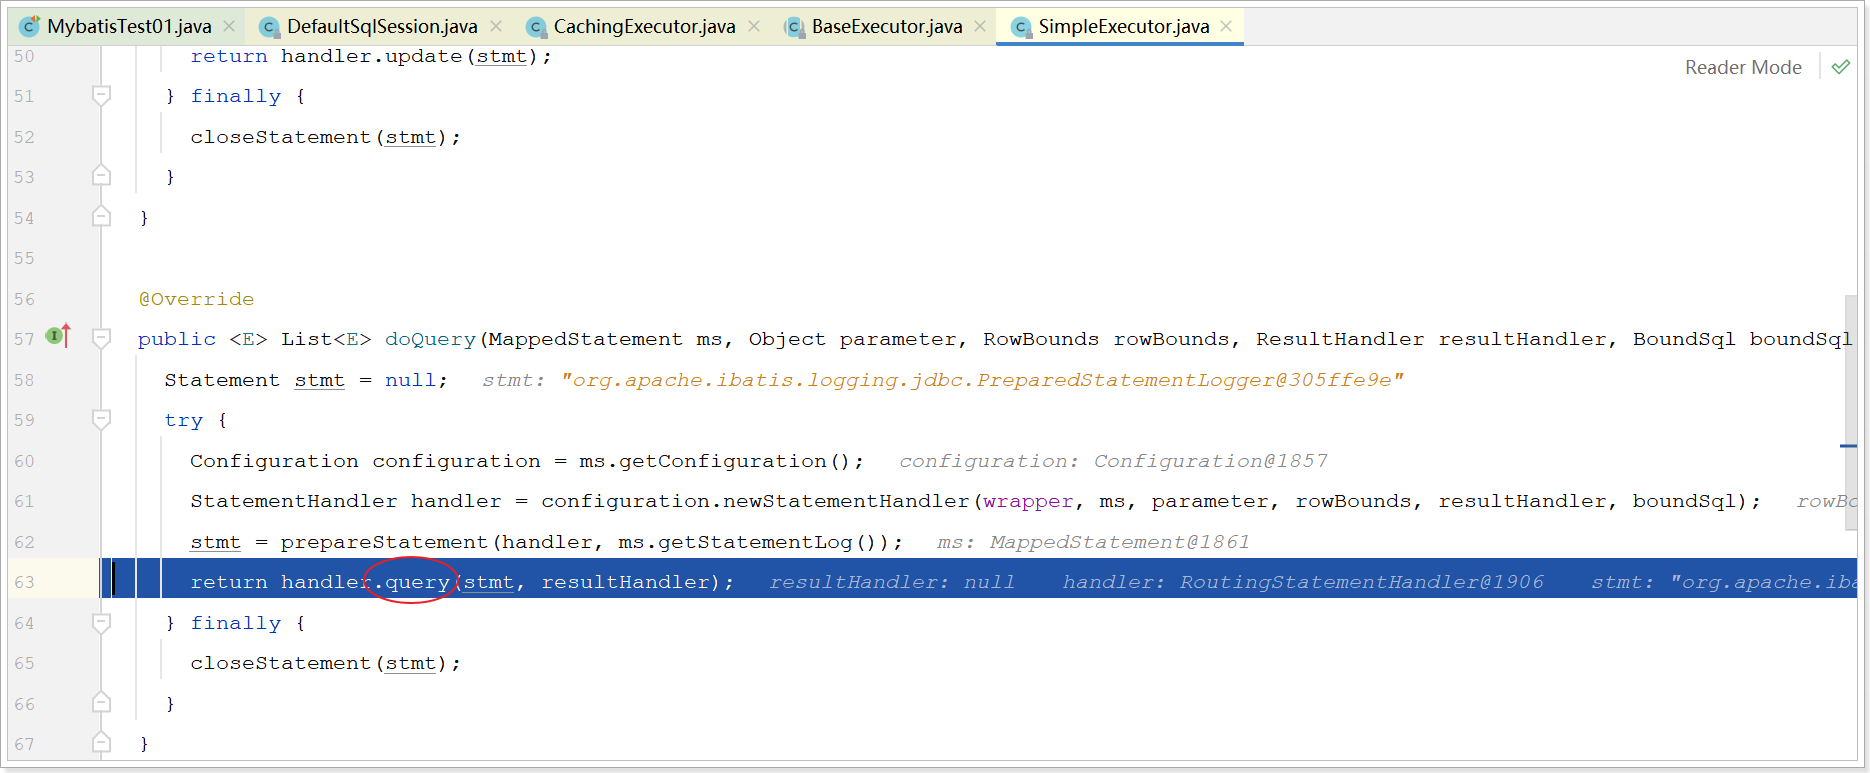 MybatisTest01.java DefaultSqlSession.java CachingExecutor.java BaseExecutor.java SimpleExecutor.java
Reader Mode
50 return handler.update(stmt);
51 } finally {
52 closeStatement(stmt);
53 }
54 }
55
56 @Override
57 public <E> List<E> doQuery(MappedStatement ms, Object parameter, RowBounds rowBounds, ResultHandler resultHandler, BoundSql boundSql
58 Statement stmt = null; stmt: "org.apache.ibatis.logging.jdbc.PreparedStatementLogger@305ffe9e"
59 try {
60 Configuration configuration = ms.getConfiguration(); configuration: Configuration@1857
61 StatementHandler handler = configuration.newStatementHandler(wrapper, ms, parameter, rowBounds, resultHandler, boundSql); rowBo
62 stmt = prepareStatement(handler, ms.getStatementLog()); ms: MappedStatement@1861
63 return handler.query(stmt, resultHandler); resultHandler: null handler: RoutingStatementHandler@1906 stmt: "org.apache.iba
64 } finally {
65 closeStatement(stmt);
66 }
67 }